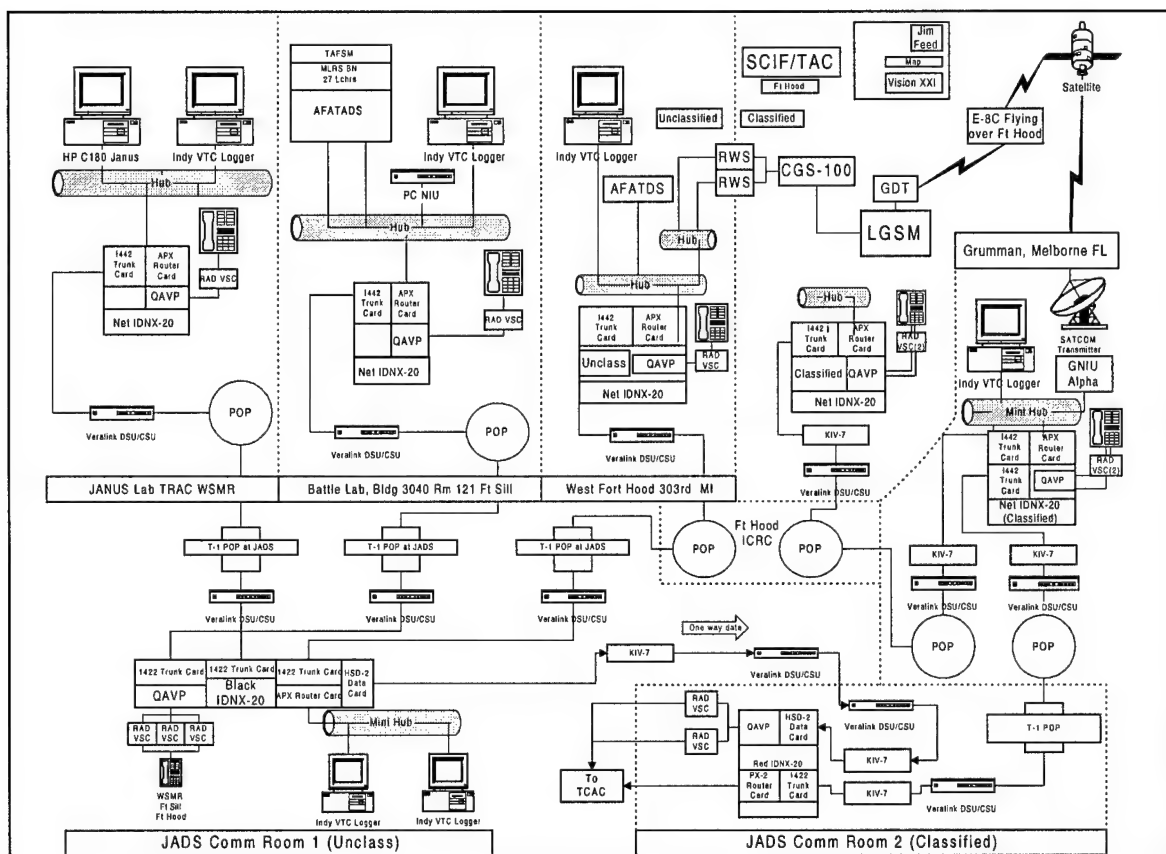 TAFSM
MLRS BN
27 Lchrs
AFATADS
HP C180 Janus
Indy VTC Logger
Hub
I442
Trunk
Card
APX
Router
Card
QAVP
RAD VSC
Net IDNX-20
Veralink DSU/CSU
POP
JANUS Lab TRAC WSMR
Indy VTC Logger
PC NIU
Hub
I442
Trunk
Card
APX
Router
Card
QAVP
RAD VSC
Net IDNX-20
Veralink DSU/CSU
POP
Battle Lab, Bldg 3040 Rm 121 Ft Sill
Indy VTC Logger
Unclassified
AFATDS
RWS
RWS
Hub
Hub
I442
Trunk
Card
APX
Router
Card
Unclass
QAVP
RAD
VSC
Net IDNX-20
Veralink DSU/CSU
West Fort Hood 303rd MI
SCIF/TAC
Ft Hood
Classified
Jim
Feed
Map
Vision XXI
Satellite
E-8C Flying
over Ft Hood
CGS-100
GDT
LGSM
Grumman, Melborne FL
Hub
I442
Trunk
Card
APX
Router
Card
Classified
QAVP
RAD
VSC(2)
Net IDNX-20
KIV-7
Veralink DSU/CSU
POP
Ft Hood
ICRC
POP
SATCOM
Transmitter
Indy VTC Logger
GNIU
Alpha
Mini Hub
I442
Trunk
Card
APX
Router
Card
I442
Trunk
Card
QAVP
RAD
VSC(2)
Net IDNX-20
(Classified)
KIV-7
KIV-7
Veralink DSU/CSU
Veralink DSU/CSU
POP
POP
T-1 POP at JADS
T-1 POP at JADS
T-1 POP at JADS
Veralink DSU/CSU
Veralink DSU/CSU
Veralink DSU/CSU
1422 Trunk Card
1422 Trunk Card
1422 Trunk Card
HSD-2
Data
Card
QAVP
Black
IDNX-20
APX Router Card
RAD
VSC
RAD
VSC
RAD
VSC
WSMR
Ft Sill
Ft Hood
Mini Hub
Indy VTC Logger
Indy VTC Logger
JADS Comm Room 1 (Unclass)
One way data
KIV-7
Veralink DSU/CSU
RAD
VSC
RAD
VSC
To
TCAC
QAVP
HSD-2
Data
Card
Red IDNX-20
PX-2
Router
Card
1422
Trunk
Card
Veralink DSU/CSU
KIV-7
KIV-7
Veralink DSU/CSU
T-1 POP
JADS Comm Room 2 (Classified)